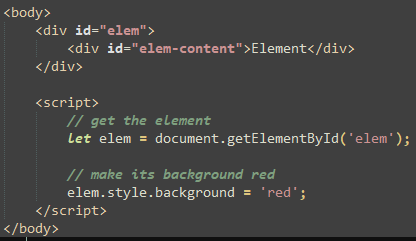 <body>
    <div id="elem">
        <div id="elem-content">Element</div>
    </div>

    <script>
        // get the element
        let elem = document.getElementById('elem');

        // make its background red
        elem.style.background = 'red';
    </script>
</body>